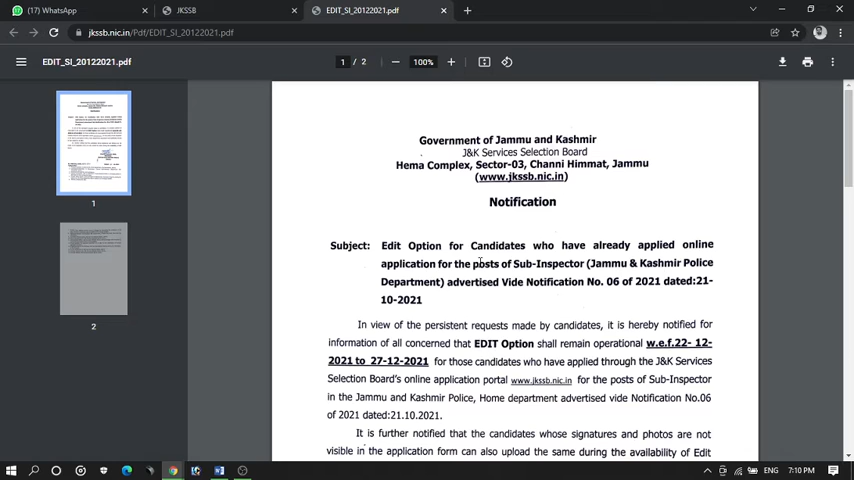 (17) WhatsApp
JKSSB
EDIT_SI_20122021.pdf
jkssb.nic.in/Pdf/EDIT_SI_20122021.pdf
EDIT_SI_20122021.pdf
1 / 2
100%
1
2
Government of Jammu and Kashmir
J&K Services Selection Board
Hema Complex, Sector-03, Channi Himmat, Jammu
(www.jkssb.nic.in)
Notification
Subject: Edit Option for Candidates who have already applied online
application for the posts of Sub-Inspector (Jammu & Kashmir Police
Department) advertised Vide Notification No. 06 of 2021 dated:21-
10-2021
In view of the persistent requests made by candidates, it is hereby notified for
information of all concerned that EDIT Option shall remain operational w.e.f.22- 12-
2021 to 27-12-2021 for those candidates who have applied through the J&K Services
Selection Board's online application portal www.jkssb.nic.in for the posts of Sub-Inspector
in the Jammu and Kashmir Police, Home department advertised vide Notification No.06
of 2021 dated:21.10.2021.
It is further notified that the candidates whose signatures and photos are not
visible in the application form can also upload the same during the availability of Edit
ENG
7:10 PM